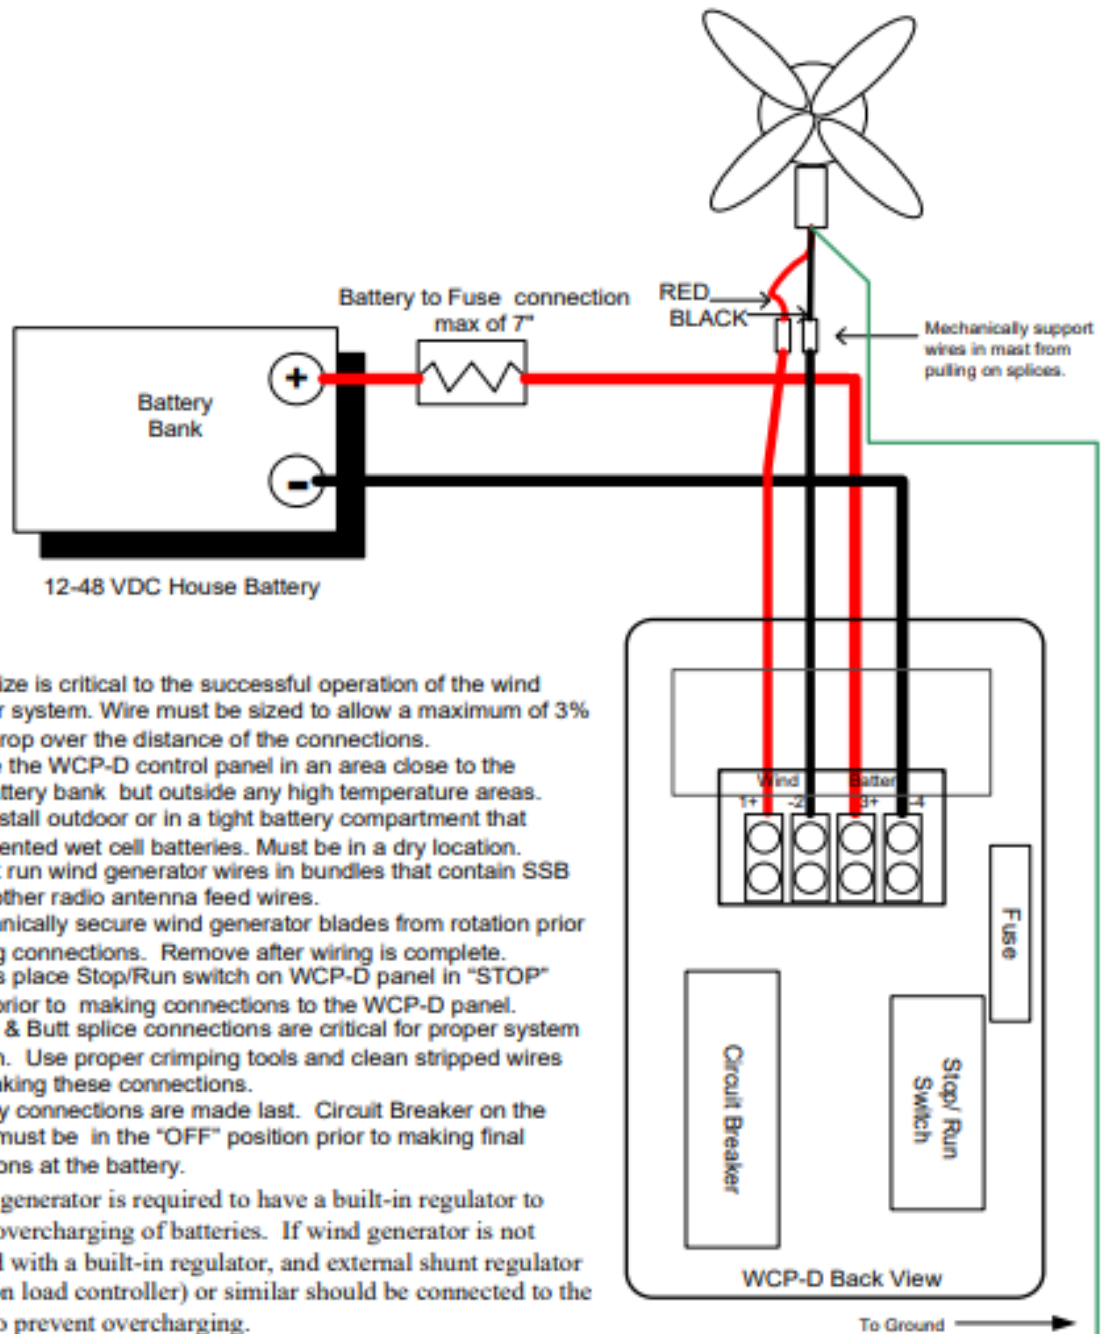 Battery to Fuse connection
max of 7"
RED
BLACK
Mechanically support
wires in mast from
pulling on splices.
+
Battery
Bank
-
12-48 VDC House Battery
ize is critical to the successful operation of the wind
r system. Wire must be sized to allow a maximum of 3%
rop over the distance of the connections.
e the WCP-D control panel in an area close to the
ttery bank but outside any high temperature areas.
stall outdoor or in a tight battery compartment that
ented wet cell batteries. Must be in a dry location.
t run wind generator wires in bundles that contain SSB
other radio antenna feed wires.
anically secure wind generator blades from rotation prior
g connections. Remove after wiring is complete.
s place Stop/Run switch on WCP-D panel in “STOP”
prior to making connections to the WCP-D panel.
& Butt splice connections are critical for proper system
n. Use proper crimping tools and clean stripped wires
aking these connections.
y connections are made last. Circuit Breaker on the
must be in the “OFF” position prior to making final
ons at the battery.
generator is required to have a built-in regulator to
overcharging of batteries. If wind generator is not
d with a built-in regulator, and external shunt regulator
on load controller) or similar should be connected to the
o prevent overcharging.
Wind Batter
1+ -2 3+ -4
Fuse
Circuit Breaker
Stop/ Run
Switch
WCP-D Back View
To Ground